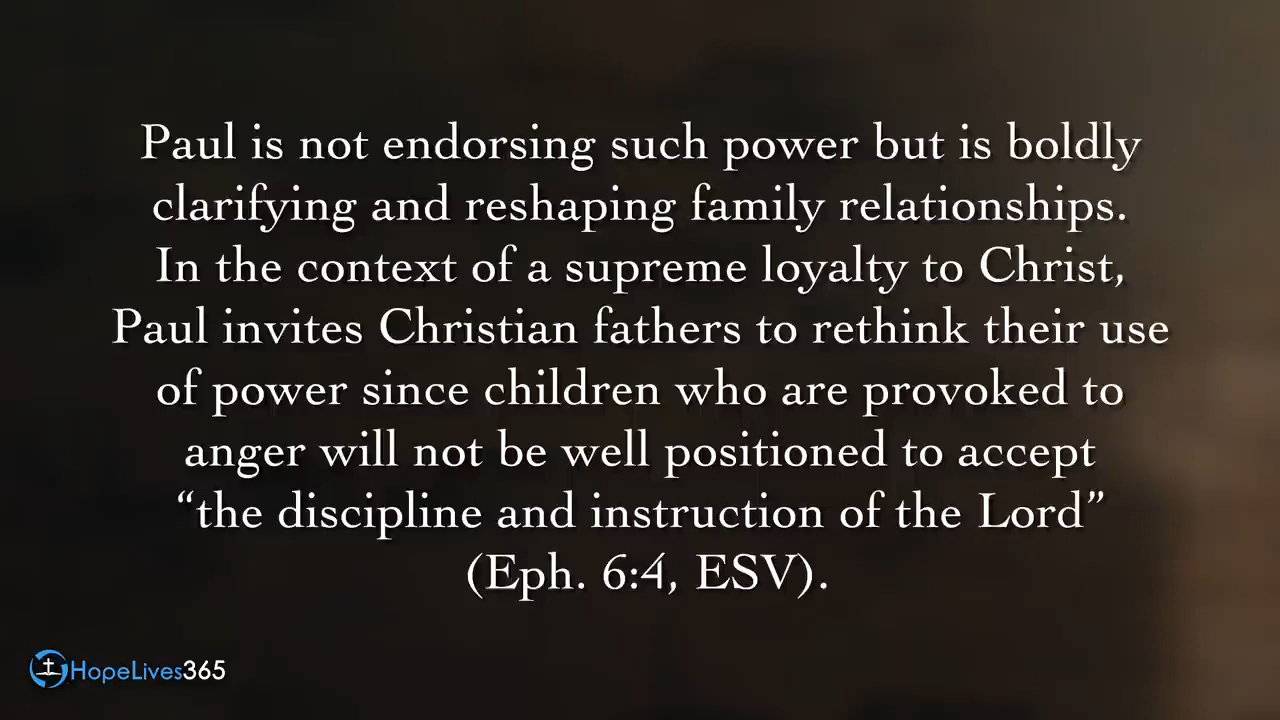 Paul is not endorsing such power but is boldly
clarifying and reshaping family relationships.
In the context of a supreme loyalty to Christ,
Paul invites Christian fathers to rethink their use
of power since children who are provoked to
anger will not be well positioned to accept
“the discipline and instruction of the Lord”
(Eph. 6:4, ESV).
HopeLives365